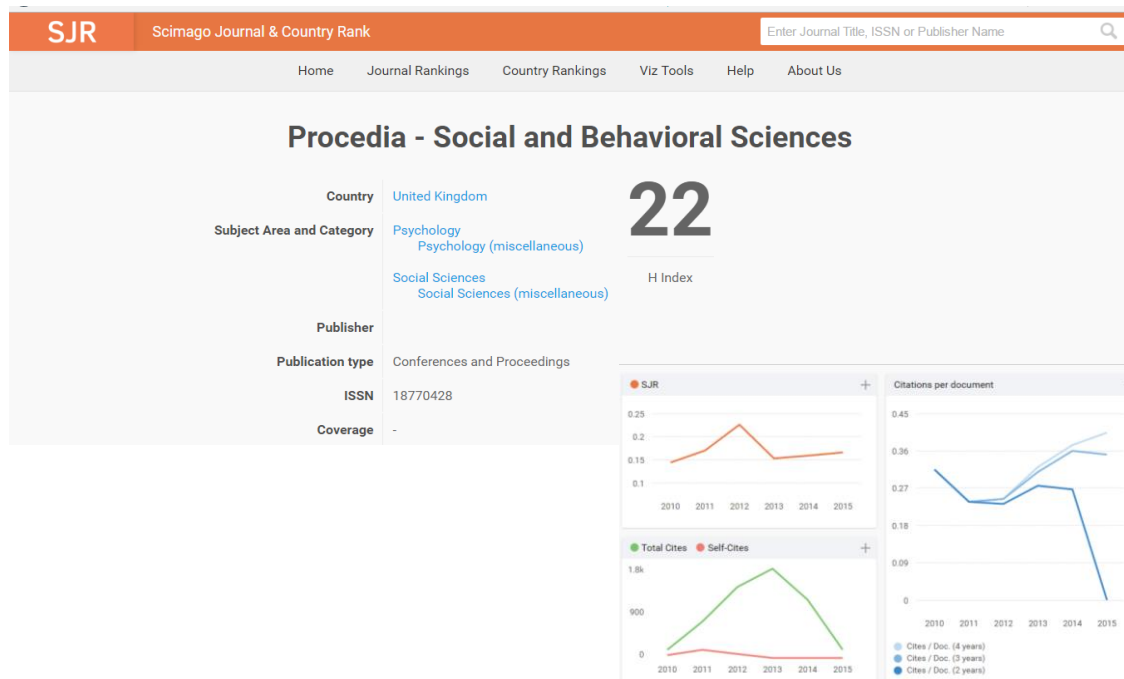 SJR Scimago Journal & Country Rank Enter Journal Title, ISSN or Publisher Name
Home Journal Rankings Country Rankings Viz Tools Help About Us
Procedia - Social and Behavioral Sciences
Country United Kingdom
Subject Area and Category Psychology
Psychology (miscellaneous)
Social Sciences
Social Sciences (miscellaneous)
Publisher
Publication type Conferences and Proceedings
ISSN 18770428
Coverage -
22
H Index
SJR +
0.25
0.2
0.15
0.1
2010 2011 2012 2013 2014 2015
Total Cites Self-Cites +
1.8k
900
0
2010 2011 2012 2013 2014 2015
Citations per document
0.45
0.36
0.27
0.18
0.09
0
2010 2011 2012 2013 2014 2015
Cites / Doc. (4 years)
Cites / Doc. (3 years)
Cites / Doc. (2 years)